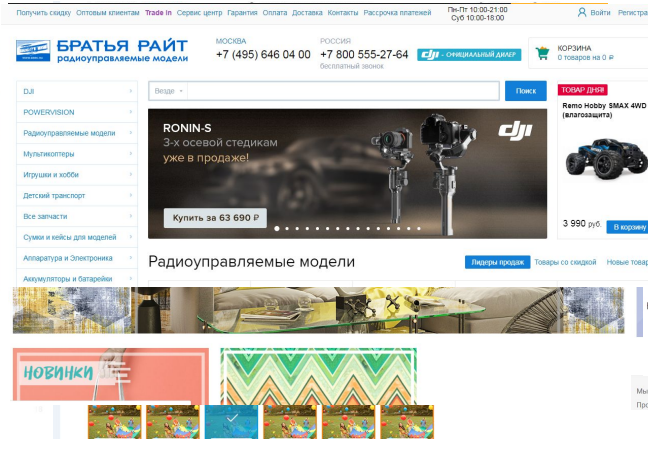 Получить скидку Оптовым клиентам Trade In Сервис центр Гарантия Оплата Доставка Контакты Рассрочка платежей Пн-Пт 10:00-21:00 Войти
Суб 10:00-18:00
МОСКВА РОССИЯ
БРАТЬЯ РАЙТ +7 (495) 646 04 00 +7 800 555-27-64 dji - ОФИЦИАЛЬНЫЙ ДИЛЕР КОРЗИНА
радиоуправляемые модели бесплатный звонок 0 товаров на 0 ₽
DJI
POWERVISION
Радиоуправляемые модели
Мультикоптеры
Игрушки и хобби
Детский транспорт
Все запчасти
Сумки и кейсы для моделей
Аппаратура и Электроника
Аккумуляторы и батарейки
Везде Поиск
RONIN-S dji
3-х осевой стедикам
уже в продаже!
Купить за 63 690 ₽
ТОВАР ДНЯ!
Remo Hobby SMAX 4WD
(влагозащита)
3 990 руб. В корзину
Радиоуправляемые модели Лидеры продаж Товары со скидкой Новые
НОВИНКИ